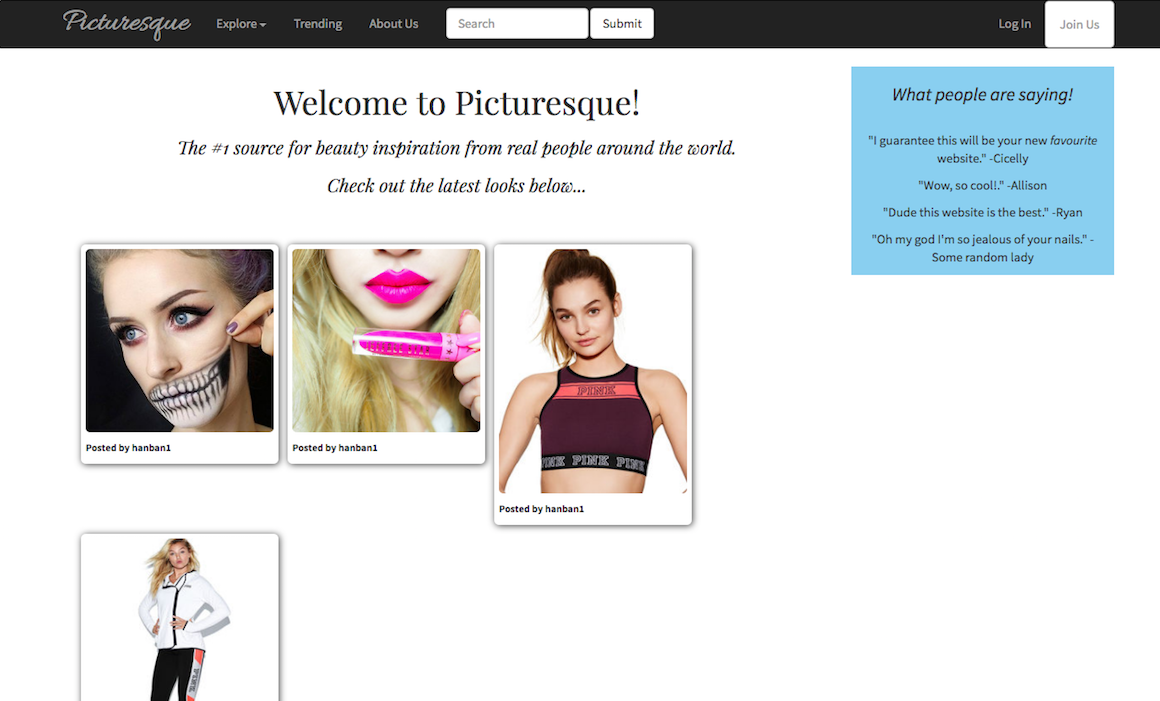 Picturesque Explore Trending About Us Search Submit Log In Join Us
Welcome to Picturesque!
The #1 source for beauty inspiration from real people around the world.
Check out the latest looks below...
What people are saying!
"I guarantee this will be your new favourite
website." -Cicelly
"Wow, so cool!." -Allison
"Dude this website is the best." -Ryan
"Oh my god I'm so jealous of your nails." -
Some random lady
Posted by hanban1
Posted by hanban1
PINK
PINK PINK PINK
Posted by hanban1
PINK